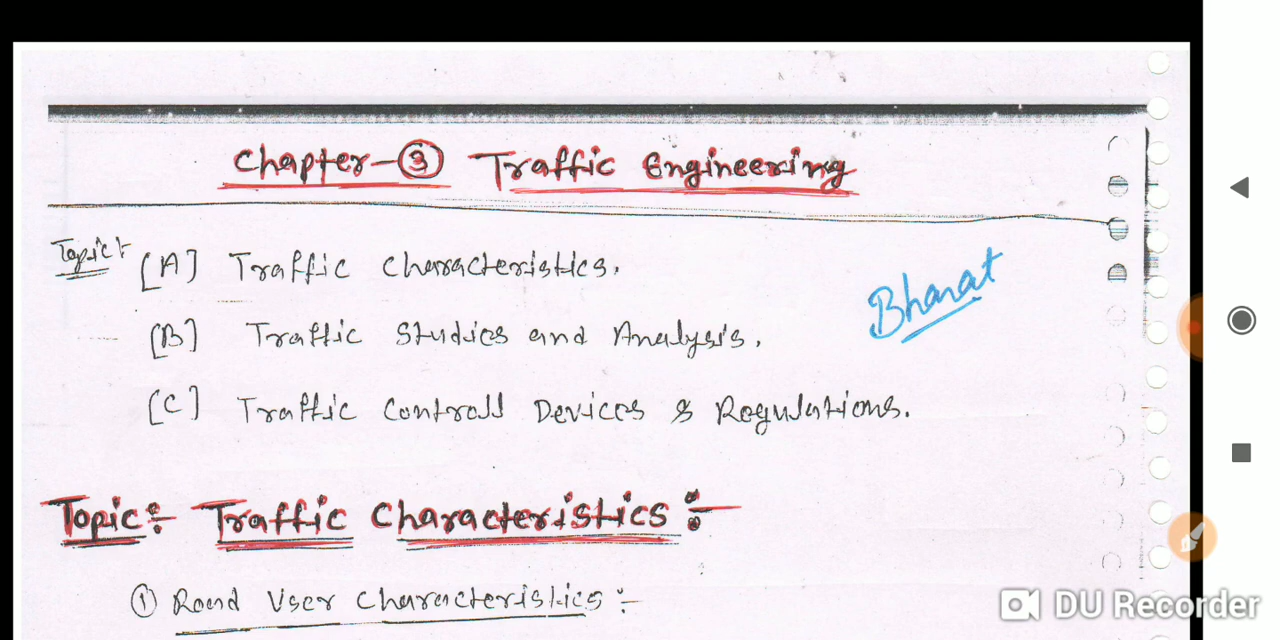 Chapter-③ Traffic Engineering
Topic:- [A] Traffic Characteristics.
Bharat
[B] Traffic Studies and Analysis.
[C] Traffic Controll Devices & Regulations.
Topic:- Traffic Characteristics:-
① Road User Characteristics:-
DU Recorder